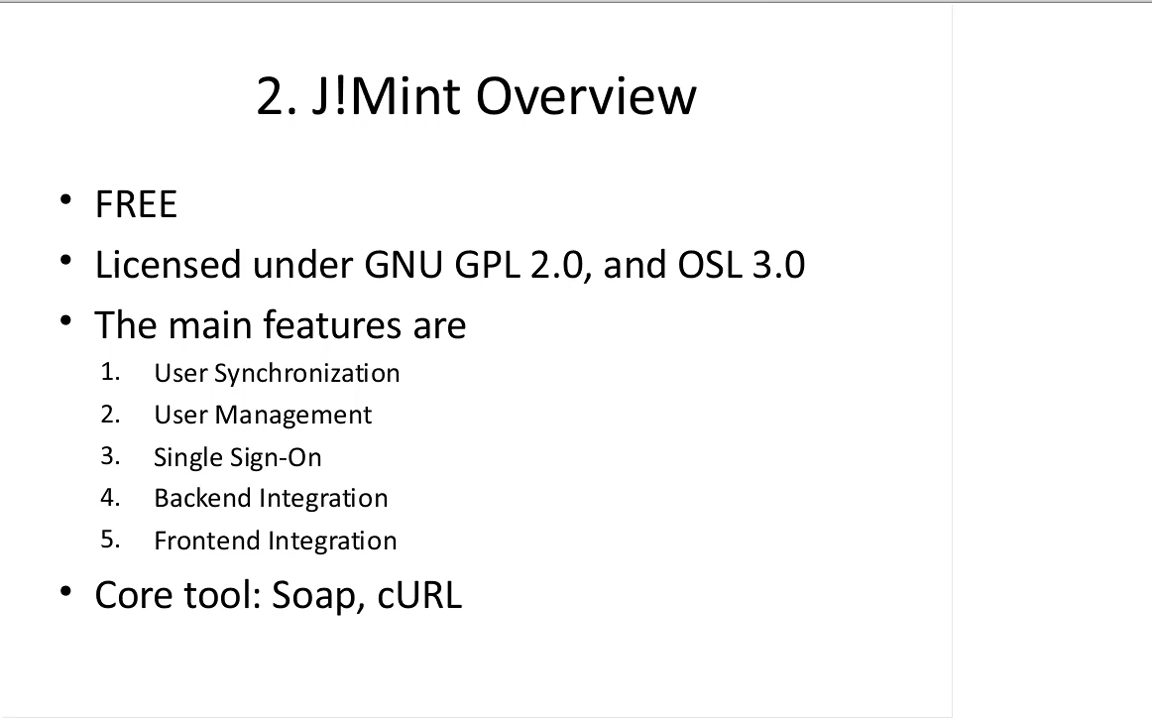 2. J!Mint Overview
• FREE
• Licensed under GNU GPL 2.0, and OSL 3.0
• The main features are
1. User Synchronization
2. User Management
3. Single Sign-On
4. Backend Integration
5. Frontend Integration
• Core tool: Soap, cURL